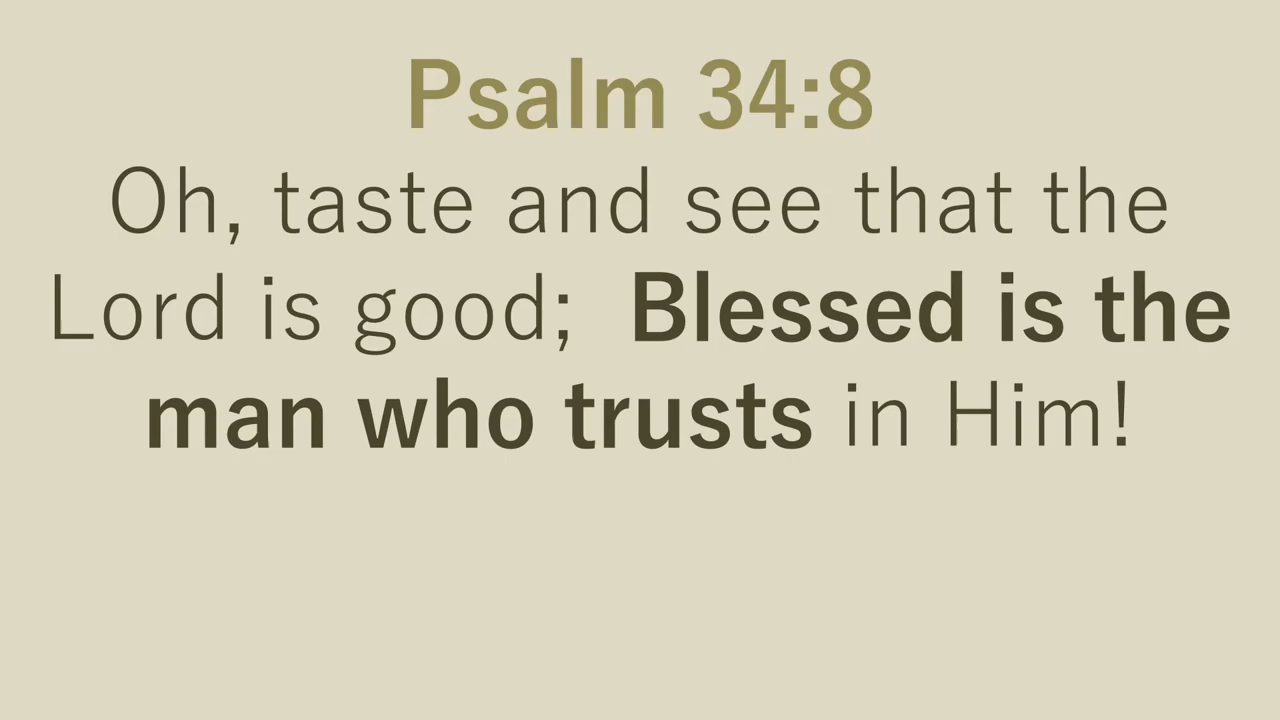 Psalm 34:8
Oh, taste and see that the
Lord is good;  Blessed is the
man who trusts in Him!